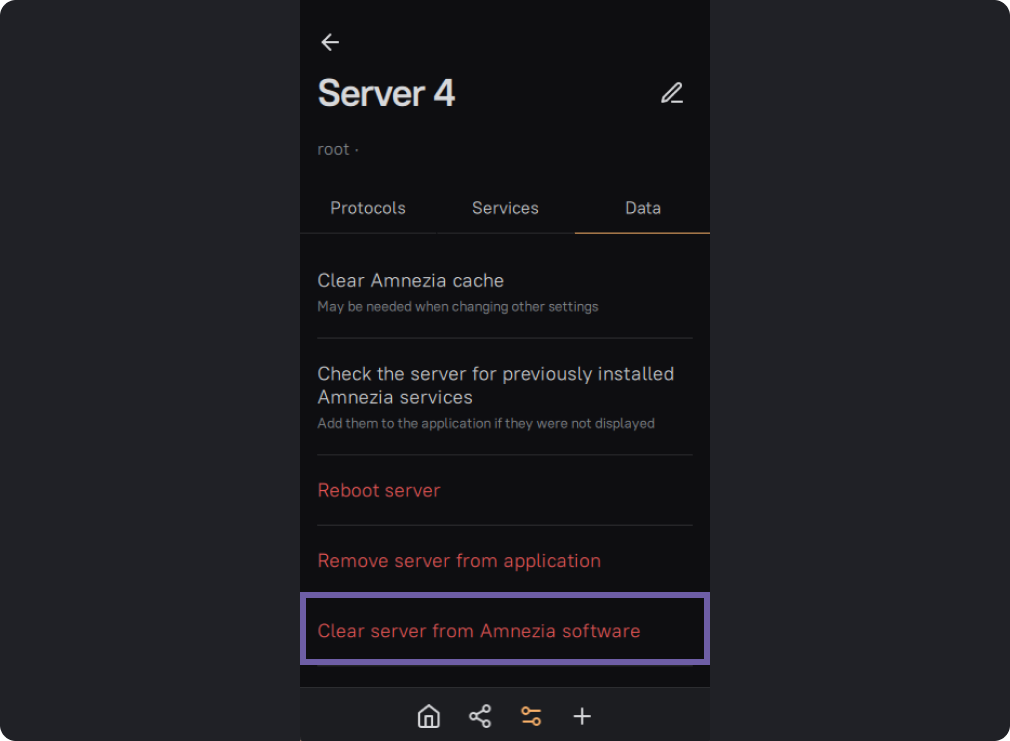 Server 4
root ·
Protocols
Services
Data
Clear Amnezia cache
May be needed when changing other settings
Check the server for previously installed
Amnezia services
Add them to the application if they were not displayed
Reboot server
Remove server from application
Clear server from Amnezia software